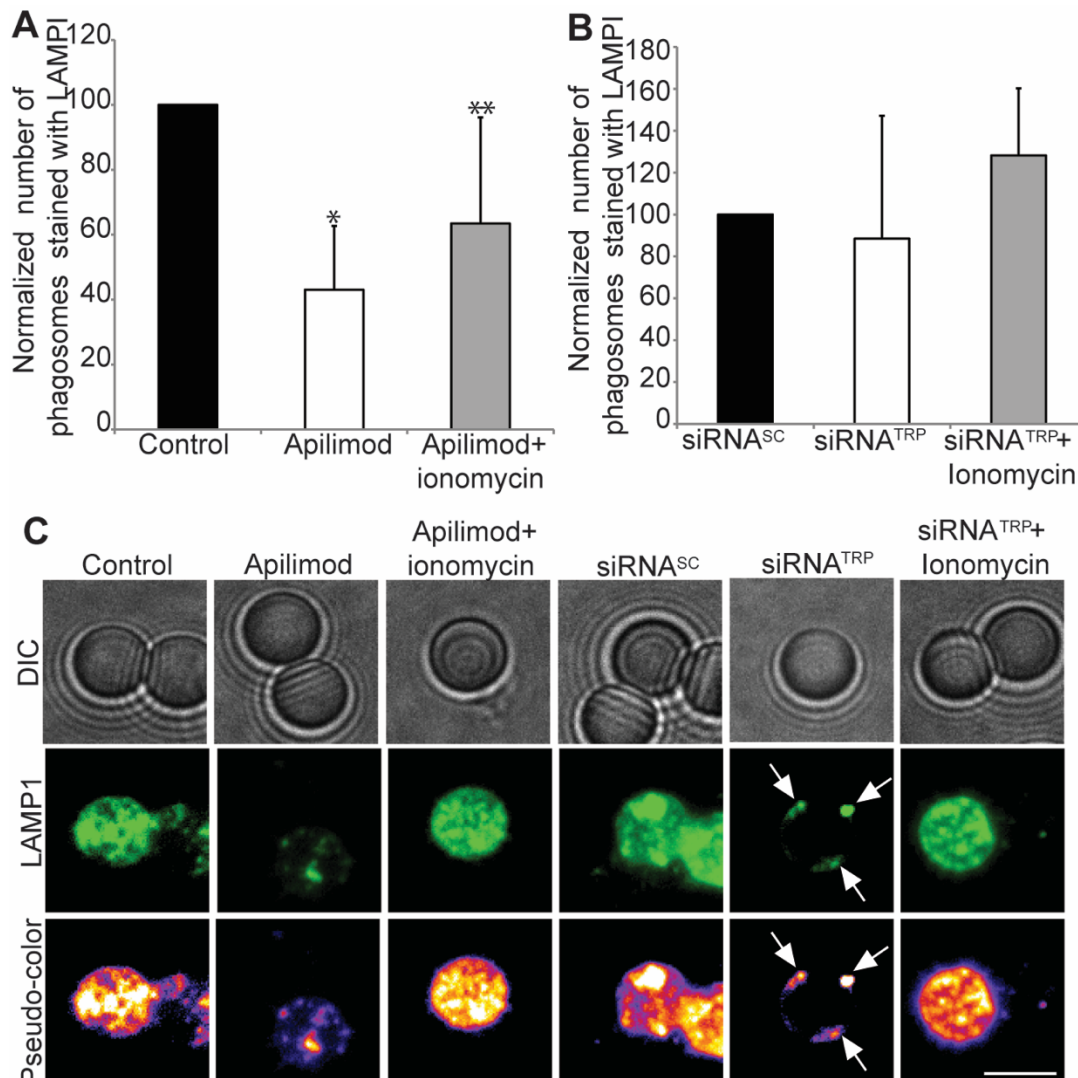 A
Normalized number of
phagosomes stained with LAMPI
120
100
80
60
40
20
0
*
**
Control
Apilimod
Apilimod+
ionomycin
B
Normalized number of
phagosomes stained with LAMPI
180
160
140
120
100
80
60
40
20
0
siRNASC
siRNATRP
siRNATRP+
Ionomycin
C
Control
Apilimod
Apilimod+
ionomycin
siRNASC
siRNATRP
siRNATRP+
Ionomycin
DIC
LAMP1
Pseudo-color